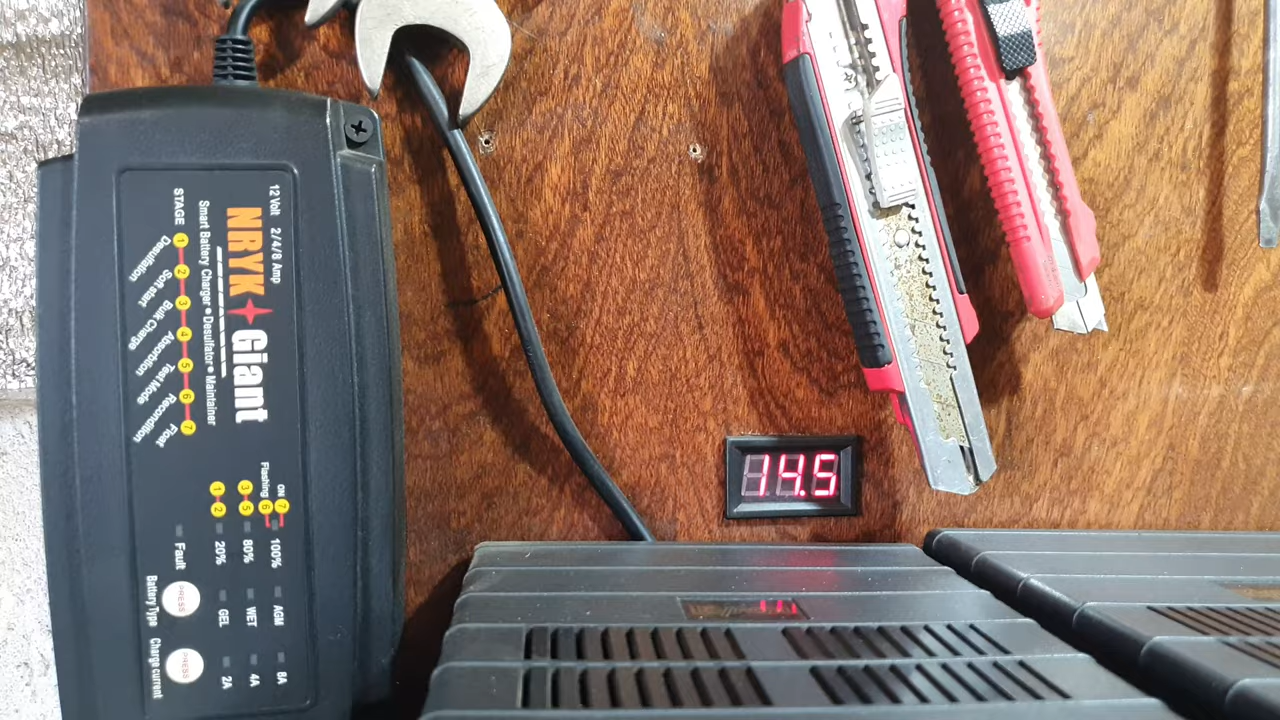 12 Volt 2/4/8 Amp
NRYK Giant
Smart Battery Charger • Desulfator • Maintainer
STAGE 1 2 3 4 5 6 7
Desulfation
Soft start
Bulk Charge
Absorbtion
Test Mode
Recondition
Float
ON 7
Flashing 6
100%
3 5
80%
1 2
20%
Fault
AGM
WET
GEL
8A
4A
2A
PRESS
Battery Type
PRESS
Charge current
14.5